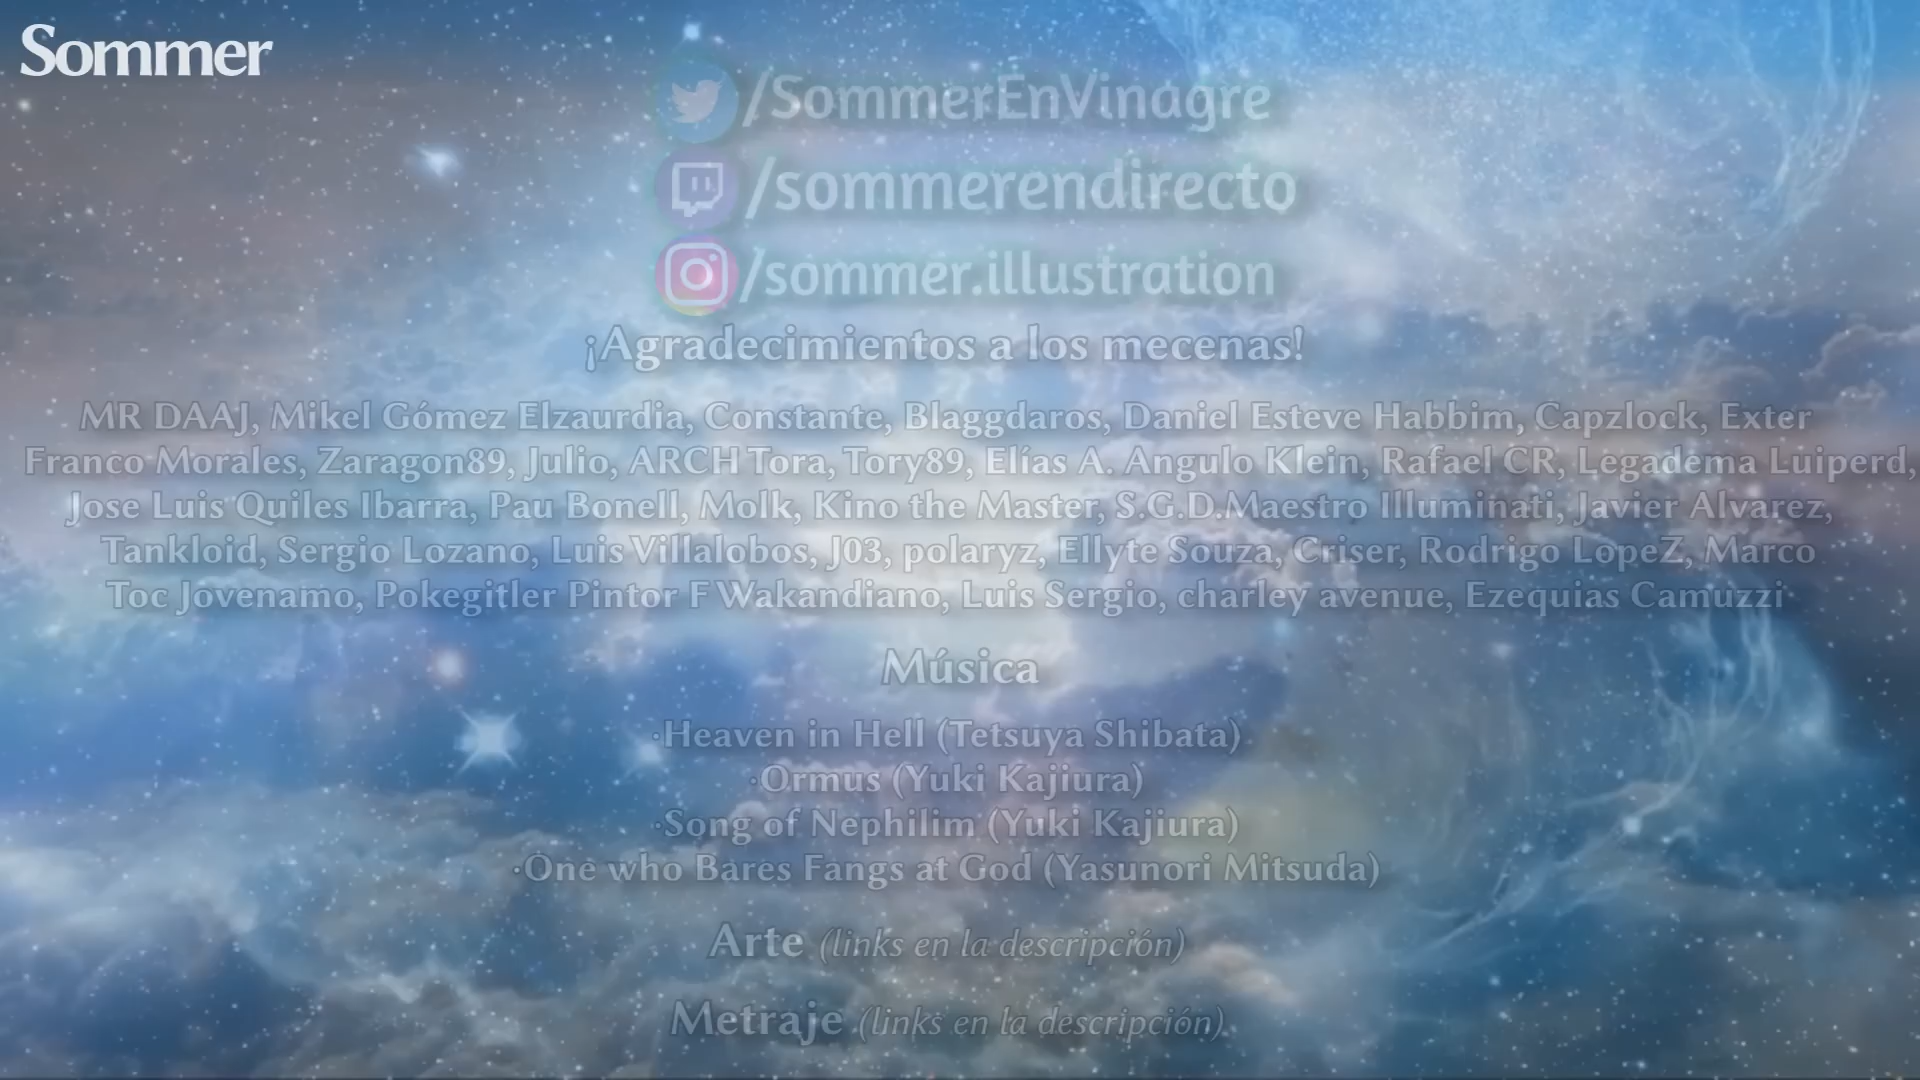 Sommer
/SommerEnVinagre
/sommerendirecto
/sommer.illustration
¡Agradecimientos a los mecenas!
MR DAAJ, Mikel Gómez Elzaurdia, Constante, Blaggdaros, Daniel Esteve Habbim, Capzlock, Exter
Franco Morales, Zaragon89, Julio, ARCH Tora, Tory89, Elías A. Angulo Klein, Rafael CR, Legadema Luiperd,
Jose Luis Quiles Ibarra, Pau Bonell, Molk, Kino the Master, S.G.D.Maestro Illuminati, Javier Alvarez,
Tankloid, Sergio Lozano, Luis Villalobos, J03, polaryz, Ellyte Souza, Criser, Rodrigo LopeZ, Marco
Toc Jovenamo, Pokegitler Pintor F Wakandiano, Luis Sergio, charley avenue, Ezequias Camuzzi
Música
·Heaven in Hell (Tetsuya Shibata)
·Ormus (Yuki Kajiura)
·Song of Nephilim (Yuki Kajiura)
·One who Bares Fangs at God (Yasunori Mitsuda)
Arte (links en la descripción)
Metraje (links en la descripción)